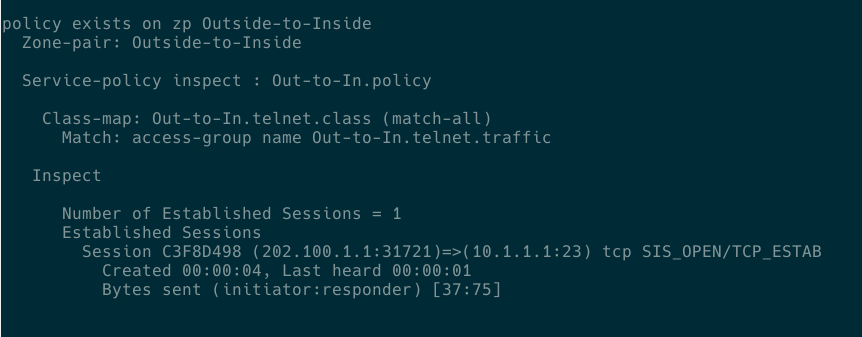 policy exists on zp Outside-to-Inside
Zone-pair: Outside-to-Inside
Service-policy inspect : Out-to-In.policy
Class-map: Out-to-In.telnet.class (match-all)
Match: access-group name Out-to-In.telnet.traffic
Inspect
Number of Established Sessions = 1
Established Sessions
Session C3F8D498 (202.100.1.1:31721)=>(10.1.1.1:23) tcp SIS_OPEN/TCP_ESTAB
Created 00:00:04, Last heard 00:00:01
Bytes sent (initiator:responder) [37:75]